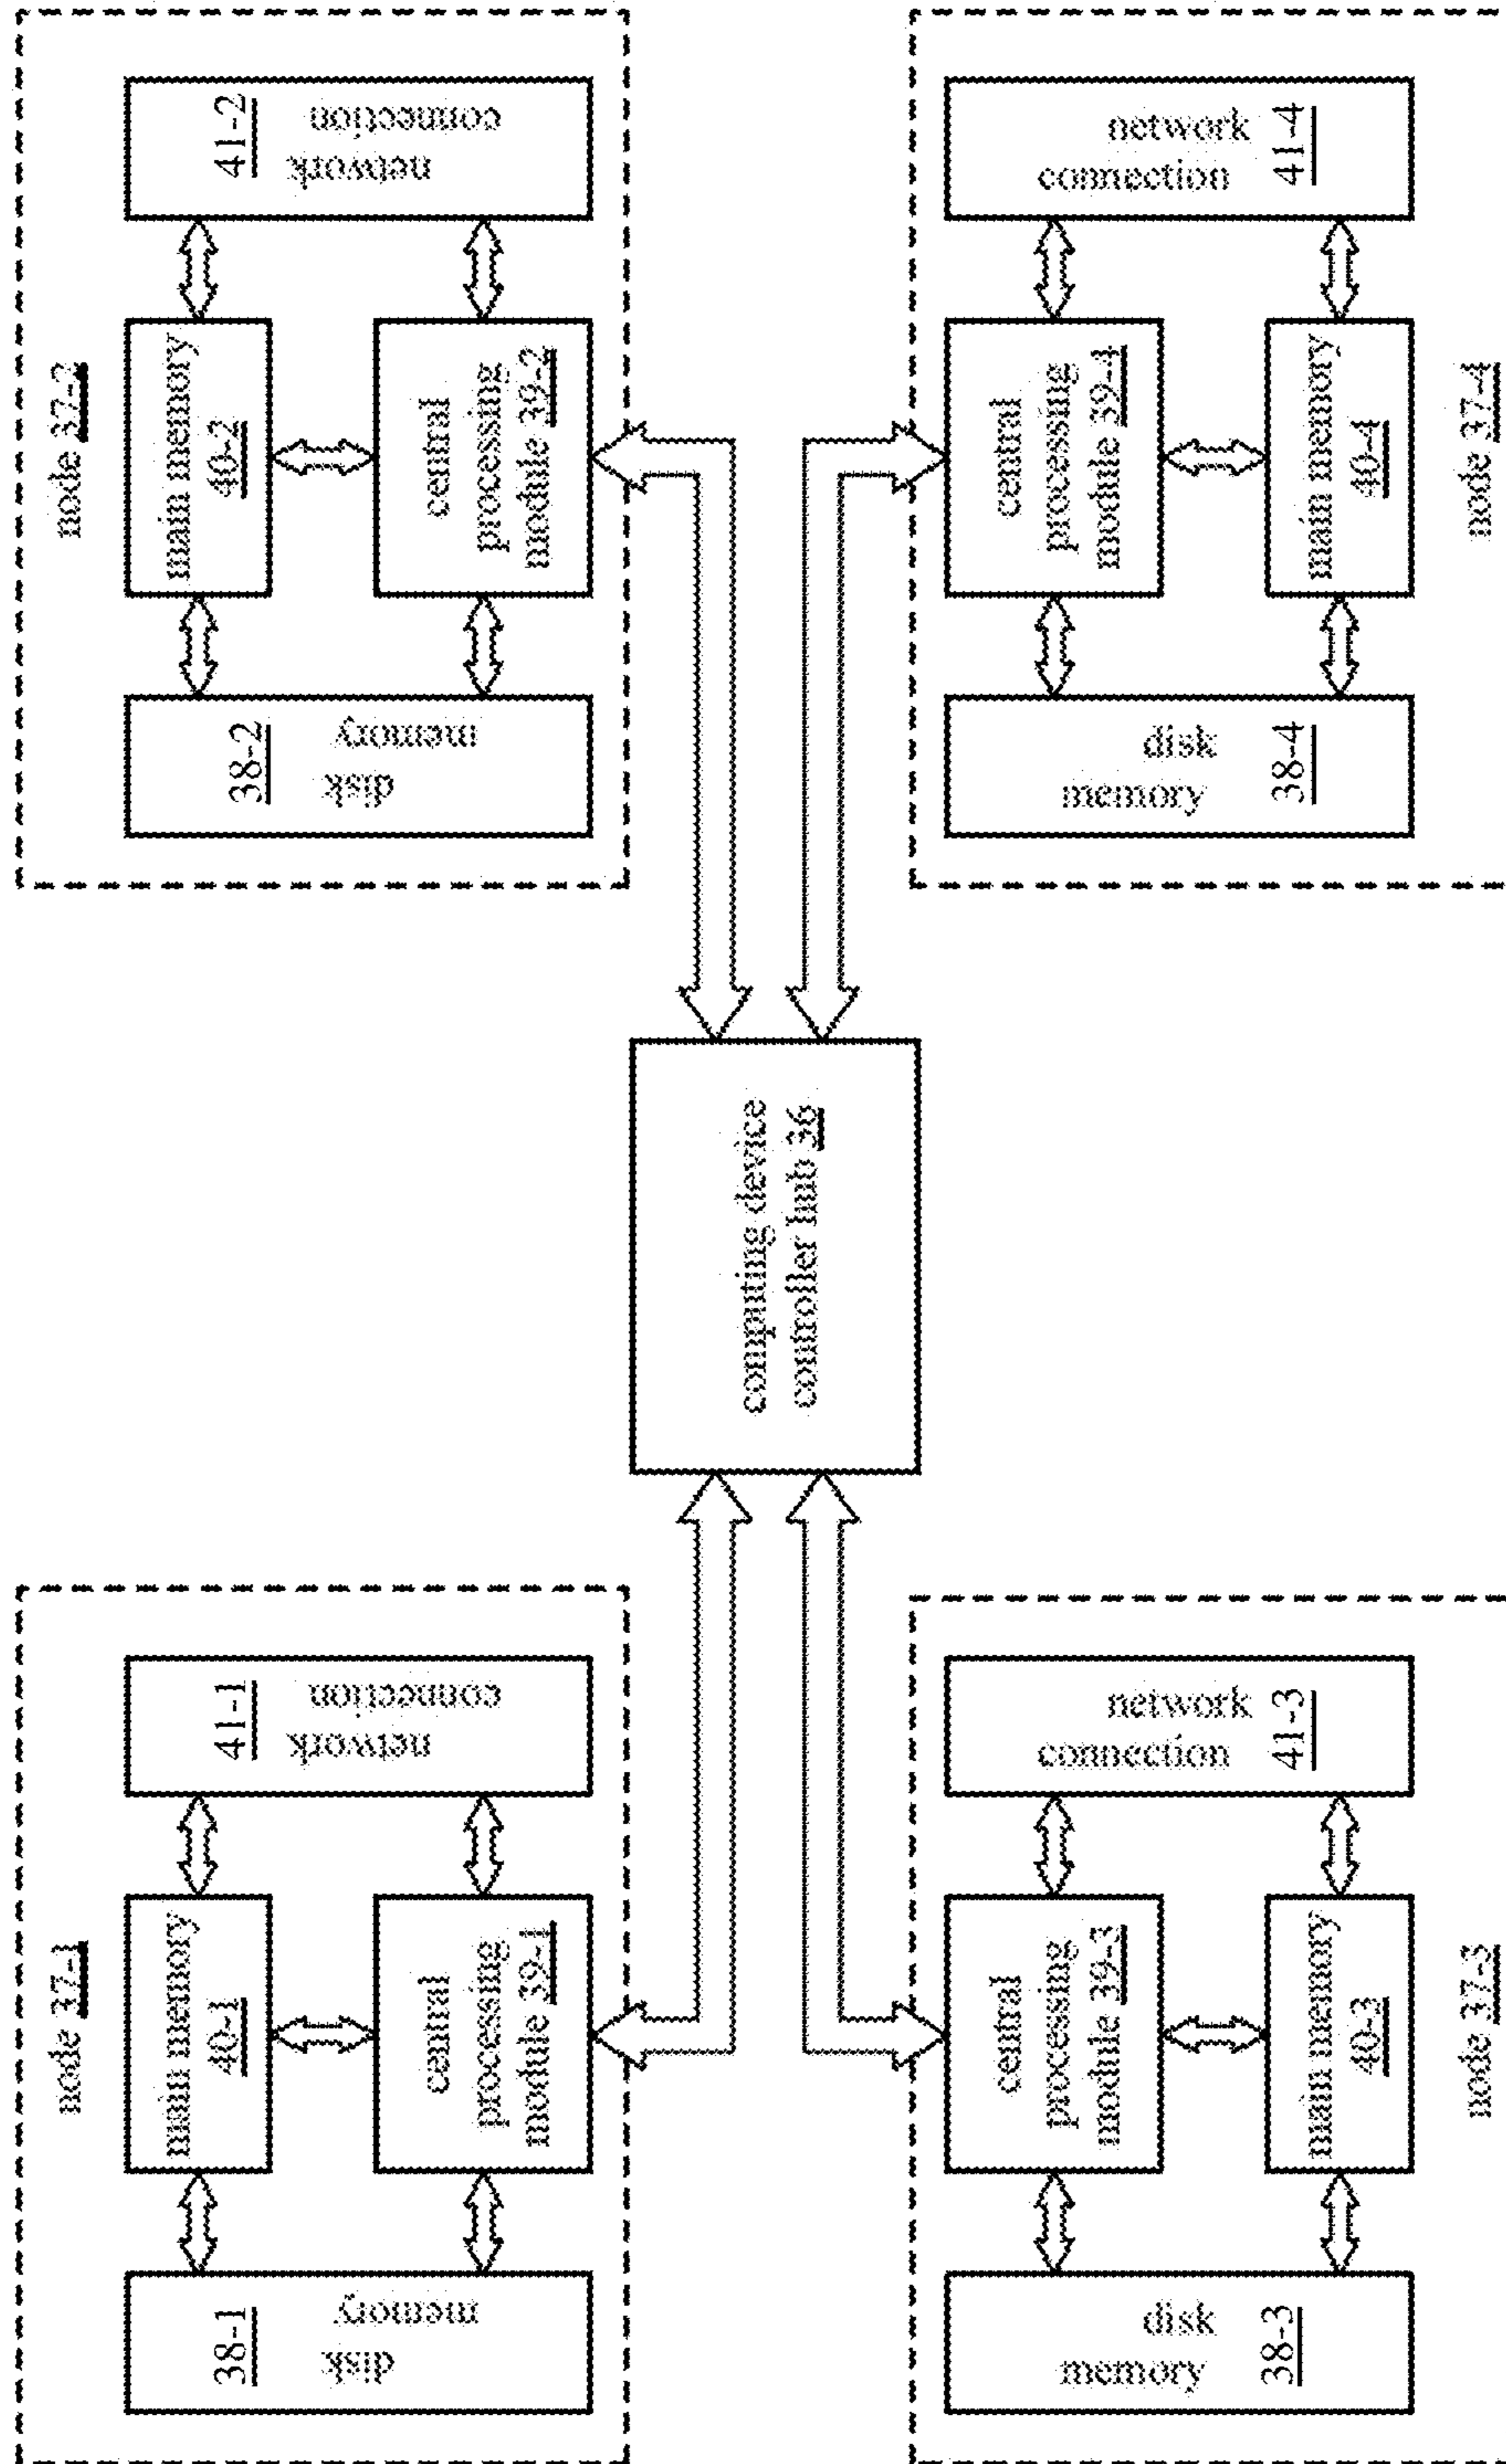 node 37-1
main memory
40-1
central
processing
module 39-1
disk
memory
38-1
network
connection
41-1
node 37-2
main memory
40-2
central
processing
module 39-2
disk
memory
38-2
network
connection
41-2
computing device
controller hub 36
disk
memory
38-3
central
processing
module 39-3
main memory
40-3
network
connection
41-3
node 37-3
disk
memory
38-4
central
processing
module 39-4
main memory
40-4
network
connection
41-4
node 37-4